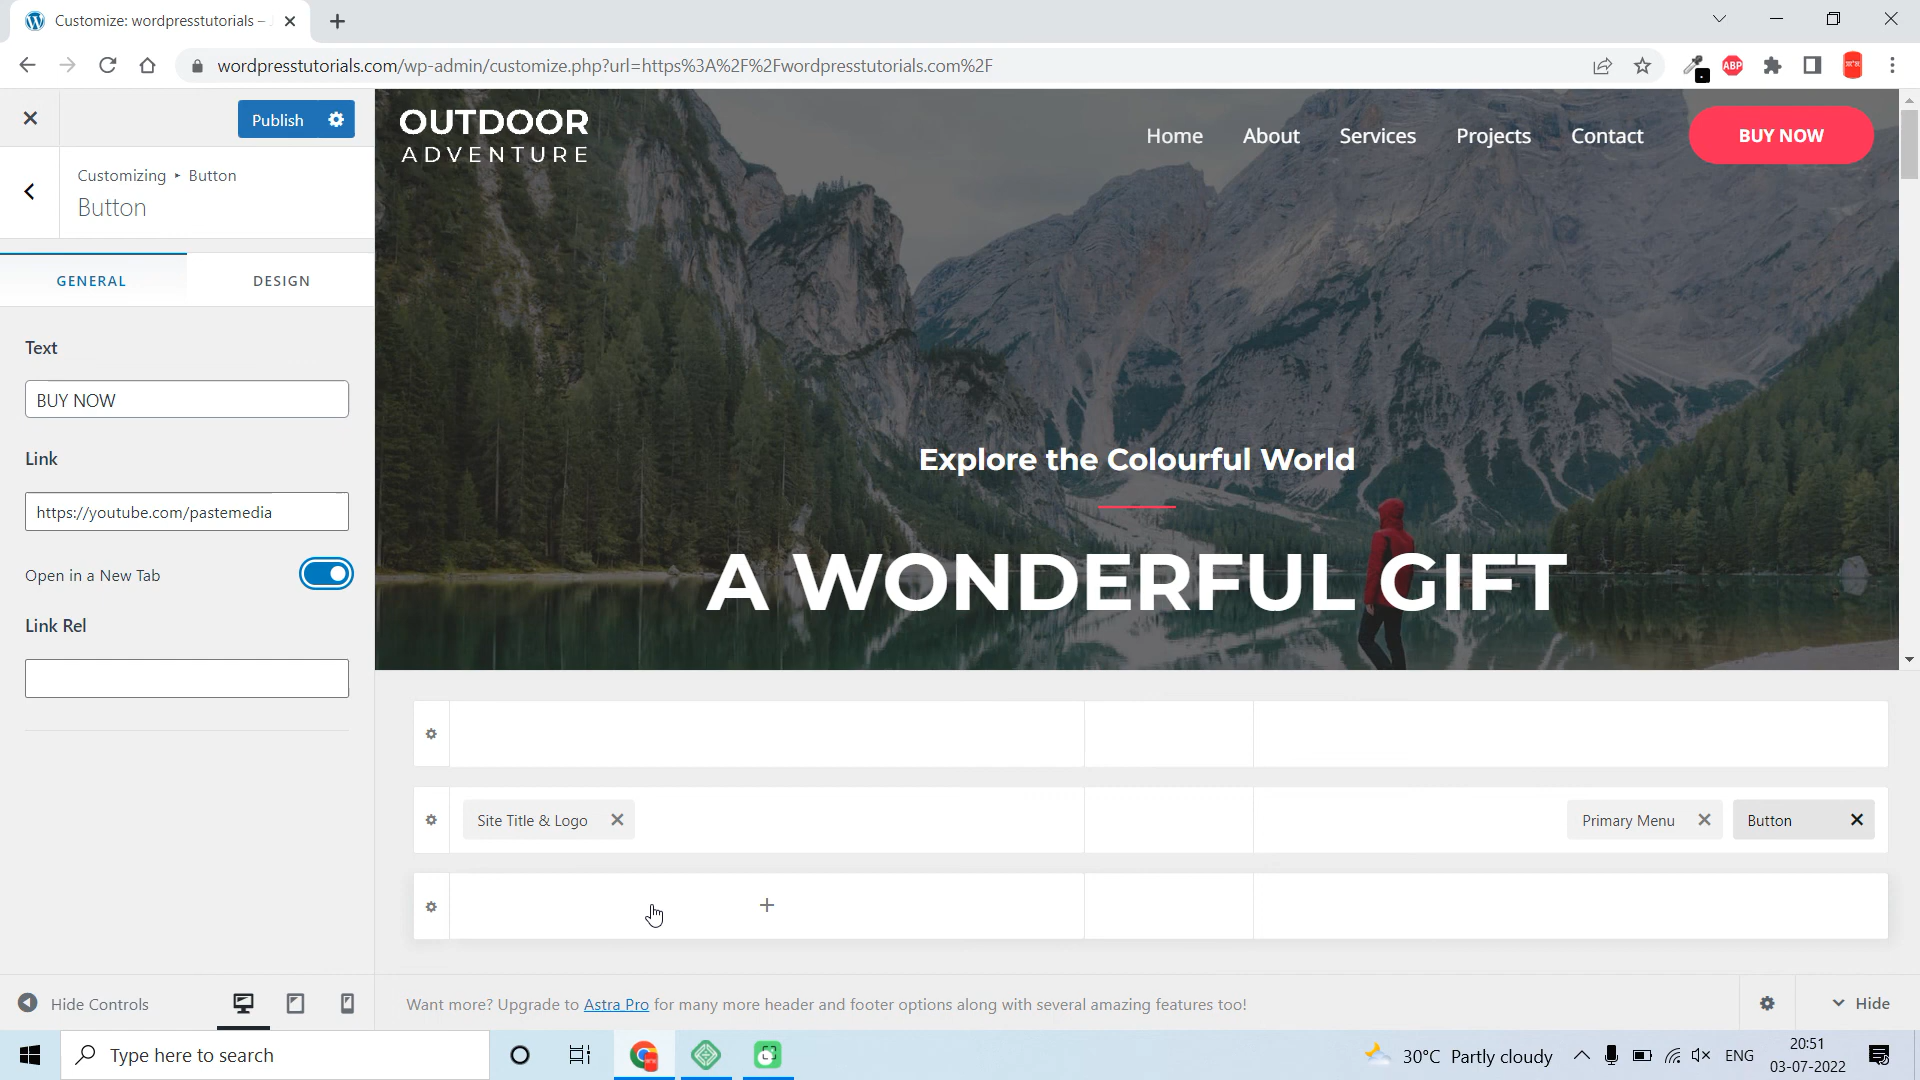 Customize: wordpresstutorials –
wordpresstutorials.com/wp-admin/customize.php?url=https%3A%2F%2Fwordpresstutorials.com%2F
ABP
Publish
Customizing ▸ Button
Button
GENERAL
DESIGN
Text
BUY NOW
Link
https://youtube.com/pastemedia
Open in a New Tab
Link Rel
Hide Controls
OUTDOOR
ADVENTURE
Home
About
Services
Projects
Contact
BUY NOW
Explore the Colourful World
A WONDERFUL GIFT
Site Title & Logo
Primary Menu
Button
Want more? Upgrade to Astra Pro for many more header and footer options along with several amazing features too!
Hide
Type here to search
30°C Partly cloudy
ENG
20:51
03-07-2022